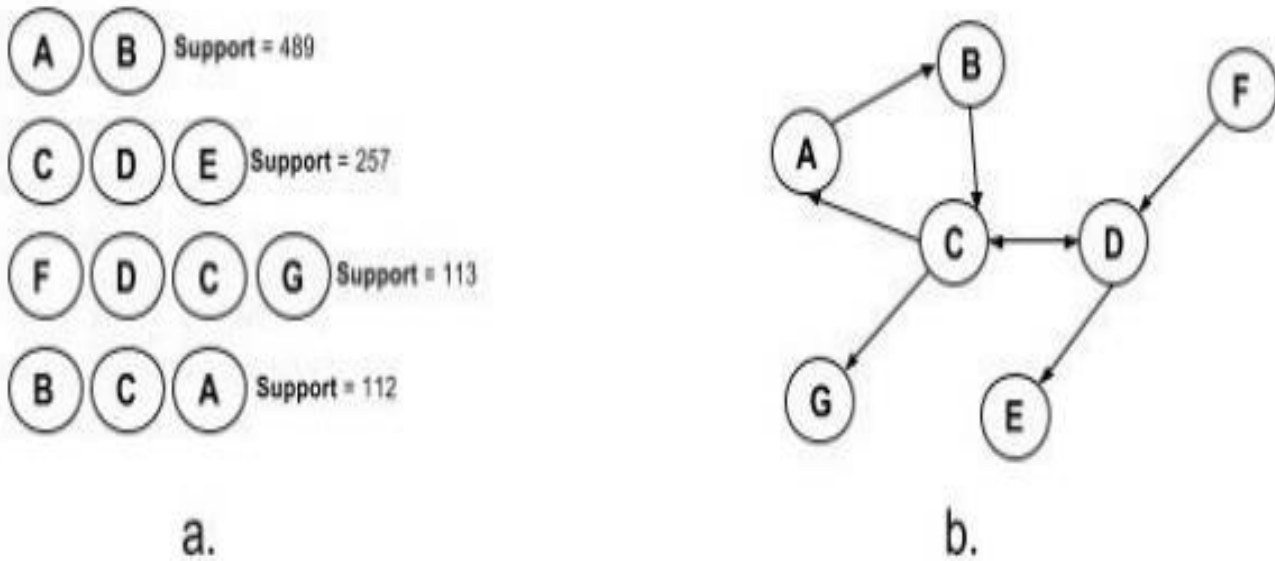 A B Support = 489
C D E Support = 257
F D C G Support = 113
B C A Support = 112
a.
B
F
A
C
D
G
E
b.